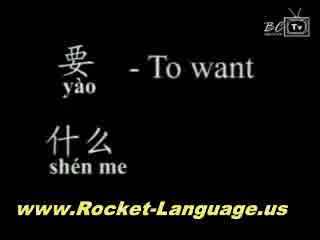 BC Tv
要 - To want
yào
什么
shén me
www.Rocket-Language.us